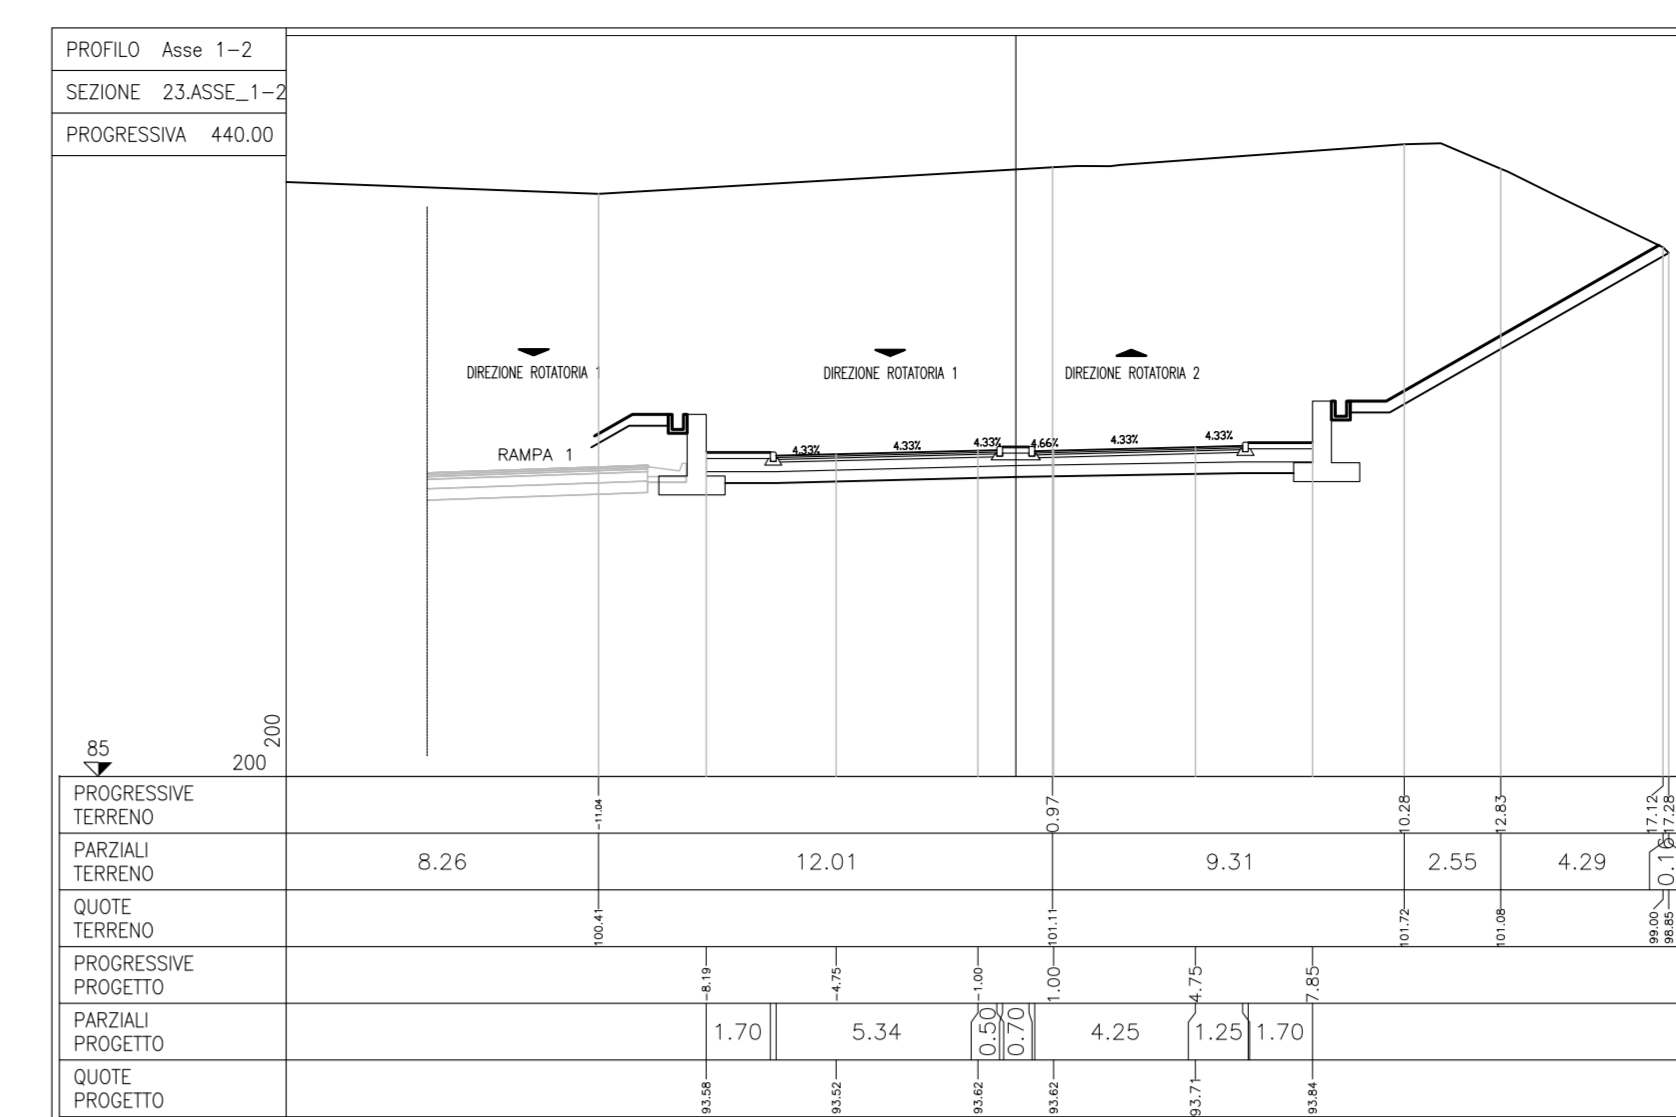 PROFILO Asse 1-2
SEZIONE 23.ASSE_1-2
PROGRESSIVA 440.00
DIREZIONE ROTATORIA 1
DIREZIONE ROTATORIA 1
DIREZIONE ROTATORIA 2
RAMPA 1
4.33% 4.33% 4.33% 4.66% 4.33% 4.33%
85
200
200
PROGRESSIVE TERRENO
-11.04 0.97 10.28 12.83 17.12 17.28
PARZIALI TERRENO
8.26 12.01 9.31 2.55 4.29 0.16
QUOTE TERRENO
100.41 101.11 101.72 101.08 99.00 98.85
PROGRESSIVE PROGETTO
-8.19 -4.75 -1.00 1.00 4.75 7.85
PARZIALI PROGETTO
1.70 5.34 0.50 0.70 4.25 1.25 1.70
QUOTE PROGETTO
93.58 93.52 93.62 93.62 93.71 93.84